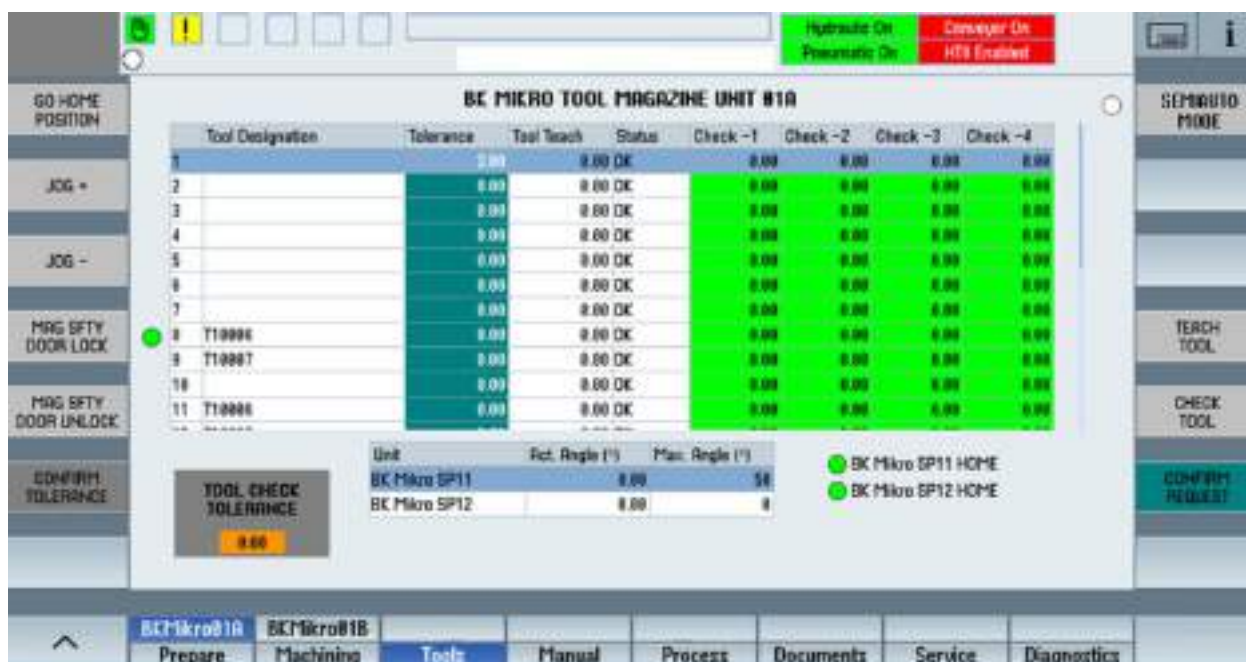 Hydraulic On Conveyor On
Pneumatic On HT8 Enabled
i
GO HOME
POSITION
JOG +
JOG -
MAG SFTY
DOOR LOCK
MAG SFTY
DOOR UNLOCK
CONFIRM
TOLERANCE
BK MIKRO TOOL MAGAZINE UNIT 01A
Tool Designation Tolerance Tool Teach Status Check -1 Check -2 Check -3 Check -4
1 0.00 OK 0.00 0.00 0.00 0.00
2 0.00 0.00 OK 0.00 0.00 0.00 0.00
3 0.00 0.00 OK 0.00 0.00 0.00 0.00
4 0.00 0.00 OK 0.00 0.00 0.00 0.00
5 0.00 0.00 OK 0.00 0.00 0.00 0.00
6 0.00 0.00 OK 0.00 0.00 0.00 0.00
7 0.00 0.00 OK 0.00 0.00 0.00 0.00
8 T10006 0.00 0.00 OK 0.00 0.00 0.00 0.00
9 T10007 0.00 0.00 OK 0.00 0.00 0.00 0.00
10 0.00 0.00 OK 0.00 0.00 0.00 0.00
11 T10006 0.00 0.00 OK 0.00 0.00 0.00 0.00
TOOL CHECK
TOLERANCE
0.00
Unit Act. Angle (°) Max. Angle (°)
BK Mikro SP11 0.00 50
BK Mikro SP12 0.00 0
BK Mikro SP11 HOME
BK Mikro SP12 HOME
SEMIAUTO
MODE
TEACH
TOOL
CHECK
TOOL
CONFIRM
REQUEST
BKMikro01A BKMikro01B
Prepare Machining Tools Manual Process Documents Service Diagnostics